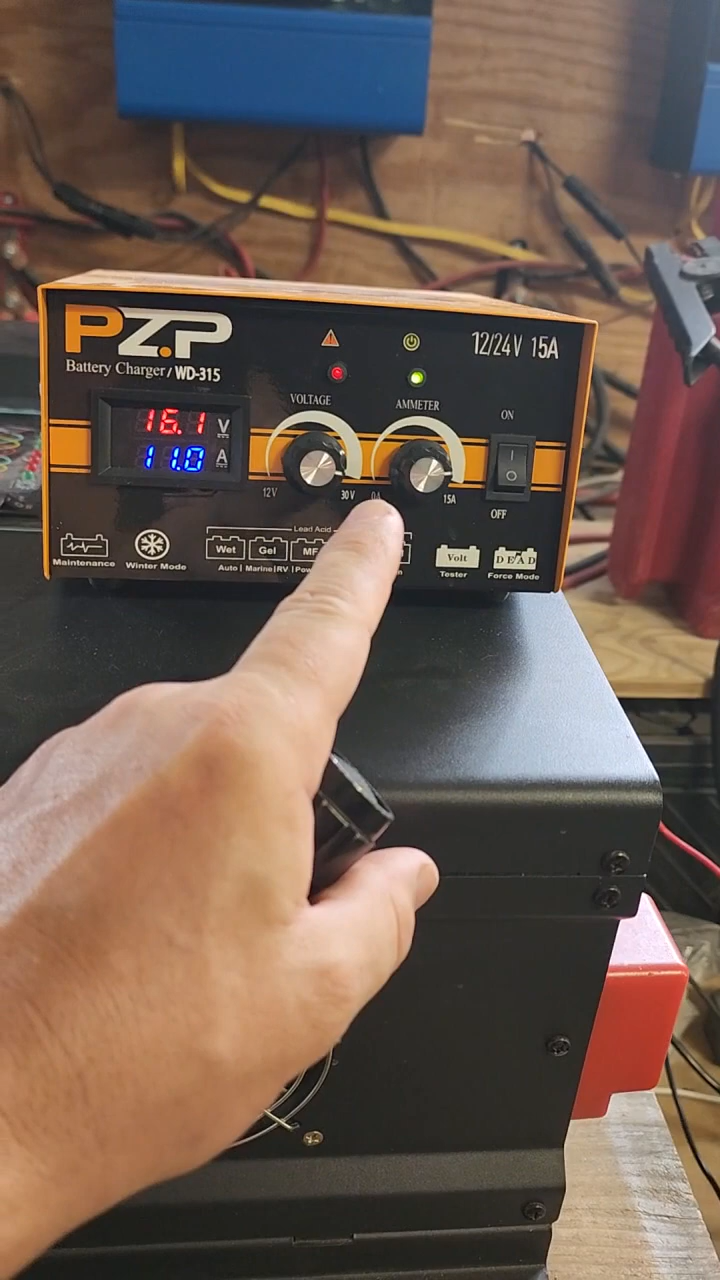 PZP
Battery Charger/WD-315
12/24V 15A
16.1 V
11.0 A
VOLTAGE
12V
30V
AMMETER
0A
15A
ON
OFF
Maintenance
Winter Mode
Lead Acid
Wet
Gel
MF
Auto | Marine | RV
Volt
Tester
DEAD
Force Mode